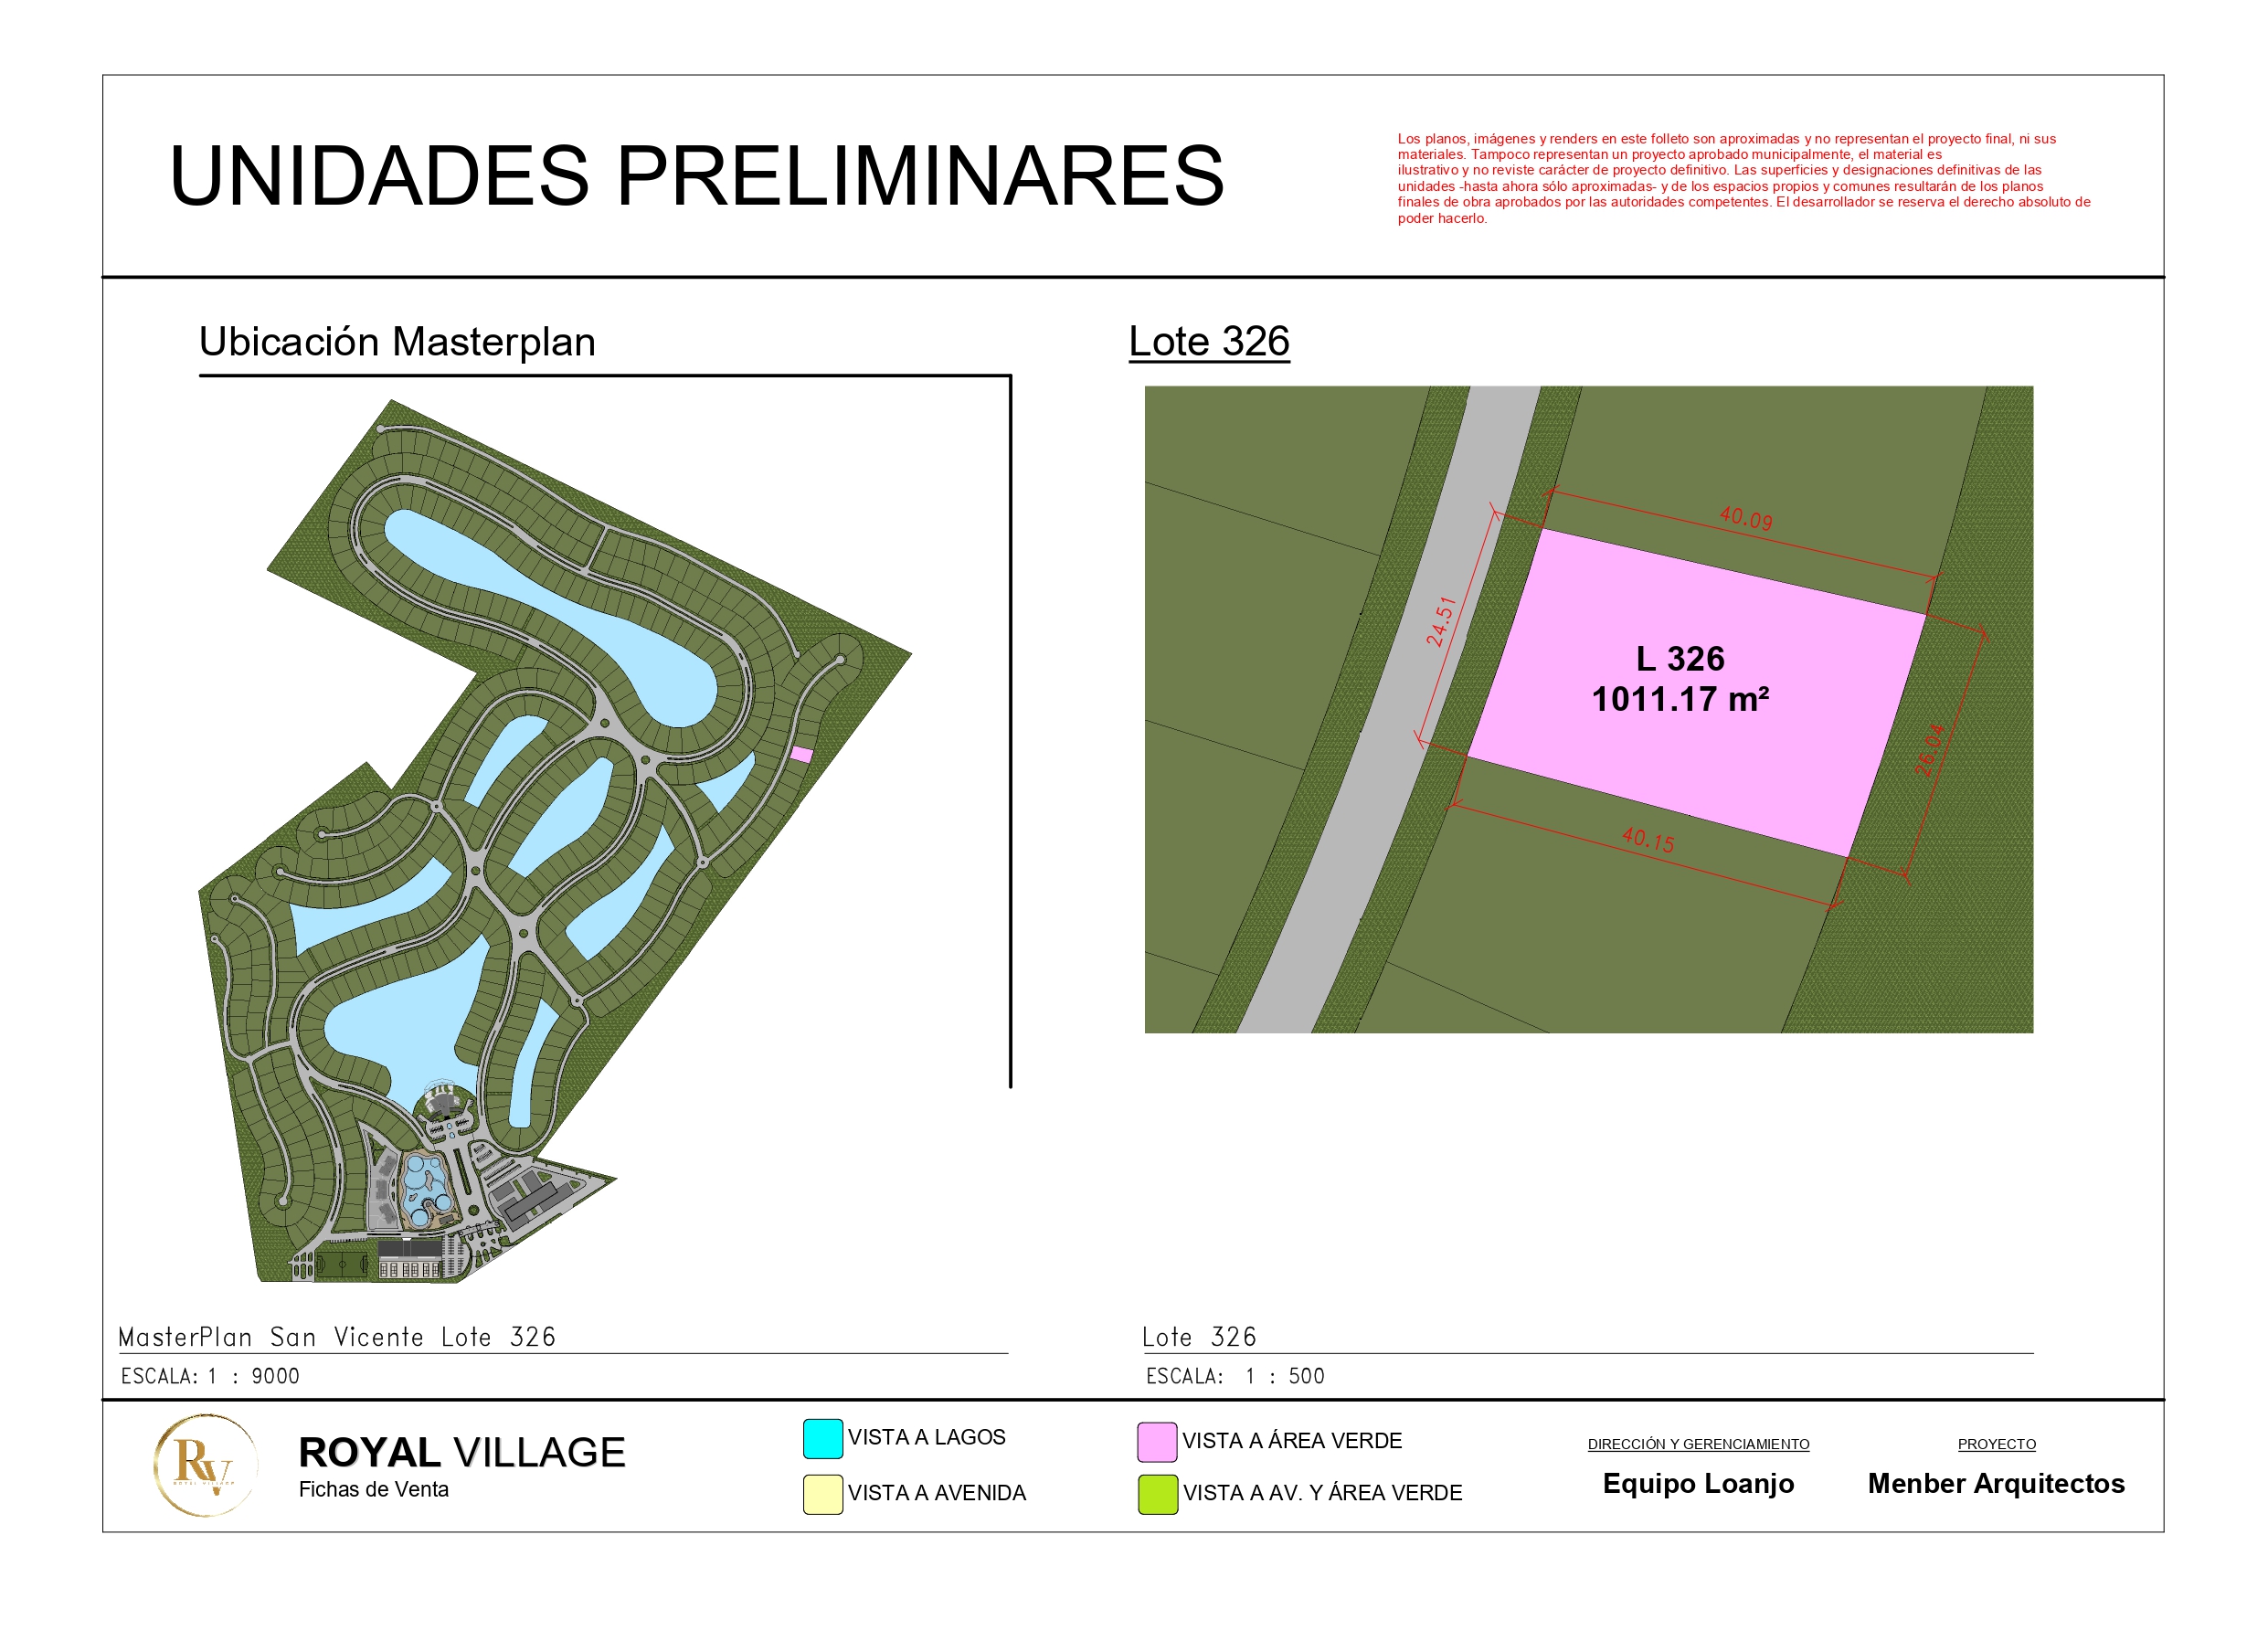 UNIDADES PRELIMINARES
Los planos, imágenes y renders en este folleto son aproximadas y no representan el proyecto final, ni sus
materiales. Tampoco representan un proyecto aprobado municipalmente, el material es
ilustrativo y no reviste carácter de proyecto definitivo. Las superficies y designaciones definitivas de las
unidades -hasta ahora sólo aproximadas- y de los espacios propios y comunes resultarán de los planos
finales de obra aprobados por las autoridades competentes. El desarrollador se reserva el derecho absoluto de
poder hacerlo.
Ubicación Masterplan
Lote 326
40.09
24.51
L 326
1011.17 m²
26.04
40.15
MasterPlan San Vicente Lote 326
ESCALA: 1 : 9000
Lote 326
ESCALA: 1 : 500
RV
ROYAL VILLAGE
ROYAL VILLAGE
Fichas de Venta
VISTA A LAGOS
VISTA A AVENIDA
VISTA A ÁREA VERDE
VISTA A AV. Y ÁREA VERDE
DIRECCIÓN Y GERENCIAMIENTO
Equipo Loanjo
PROYECTO
Menber Arquitectos